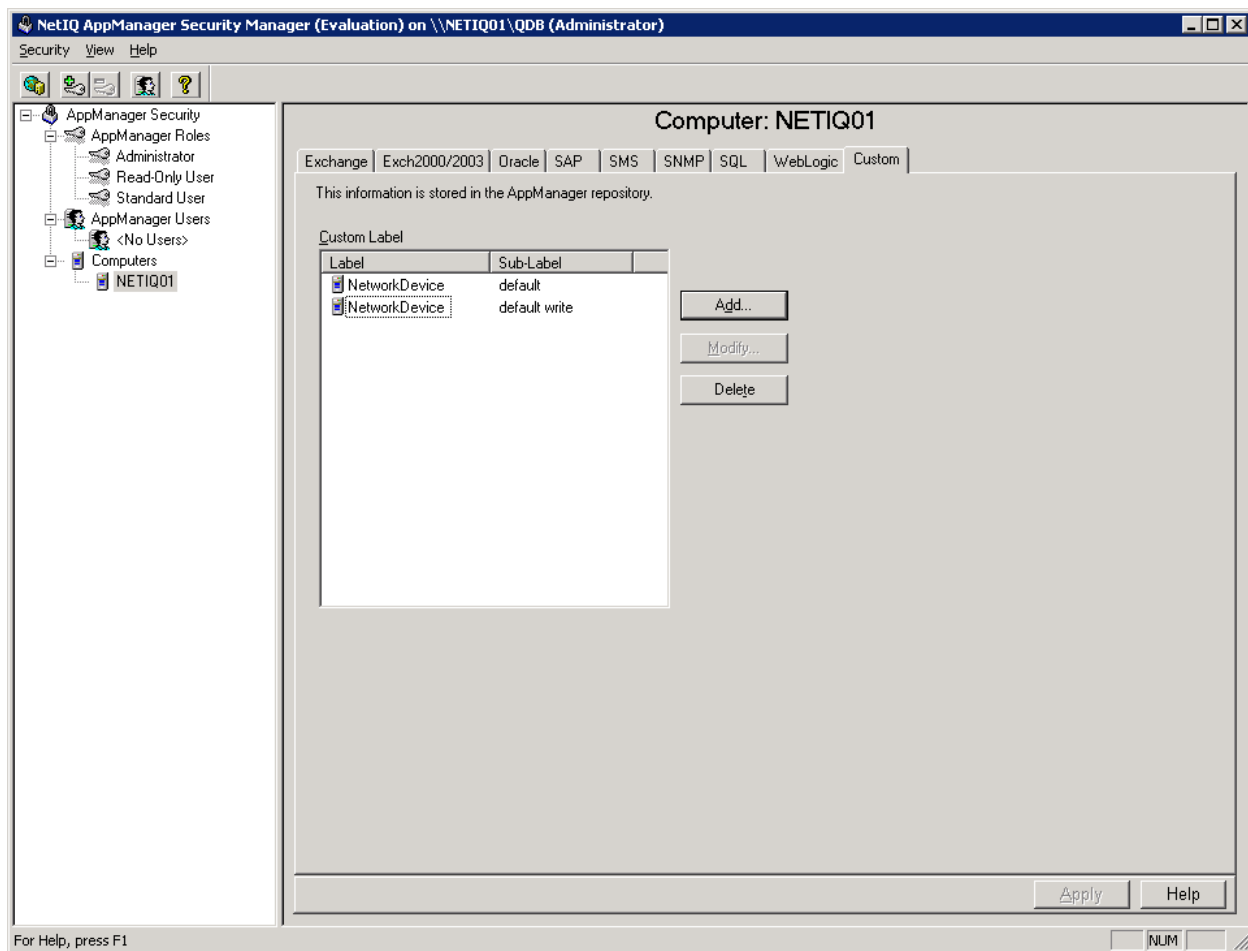 NetIQ AppManager Security Manager (Evaluation) on \\NETIQ01\QDB (Administrator)
Security View Help
AppManager Security
AppManager Roles
Administrator
Read-Only User
Standard User
AppManager Users
<No Users>
Computers
NETIQ01
Computer: NETIQ01
Exchange Exch2000/2003 Oracle SAP SMS SNMP SQL WebLogic Custom
This information is stored in the AppManager repository.
Custom Label
Label Sub-Label
NetworkDevice default
NetworkDevice default write
Add...
Modify...
Delete
Apply Help
For Help, press F1 NUM